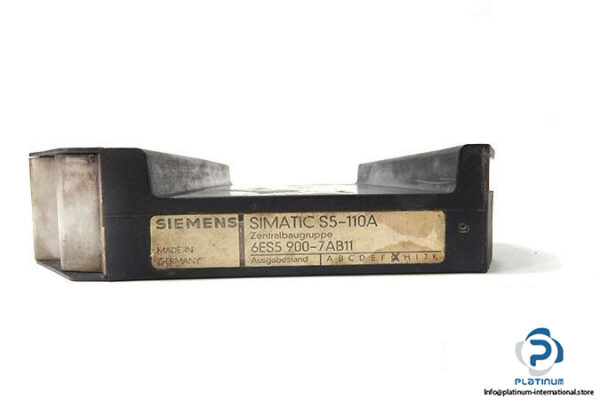 SIEMENS
MADE IN
GERMANY
SIMATIC S5-110A
Zentralbaugruppe
6ES5 900-7AB11
Ausgabestand A B C D E F X H I J K
PLATINUM
Info@platinum-international.store